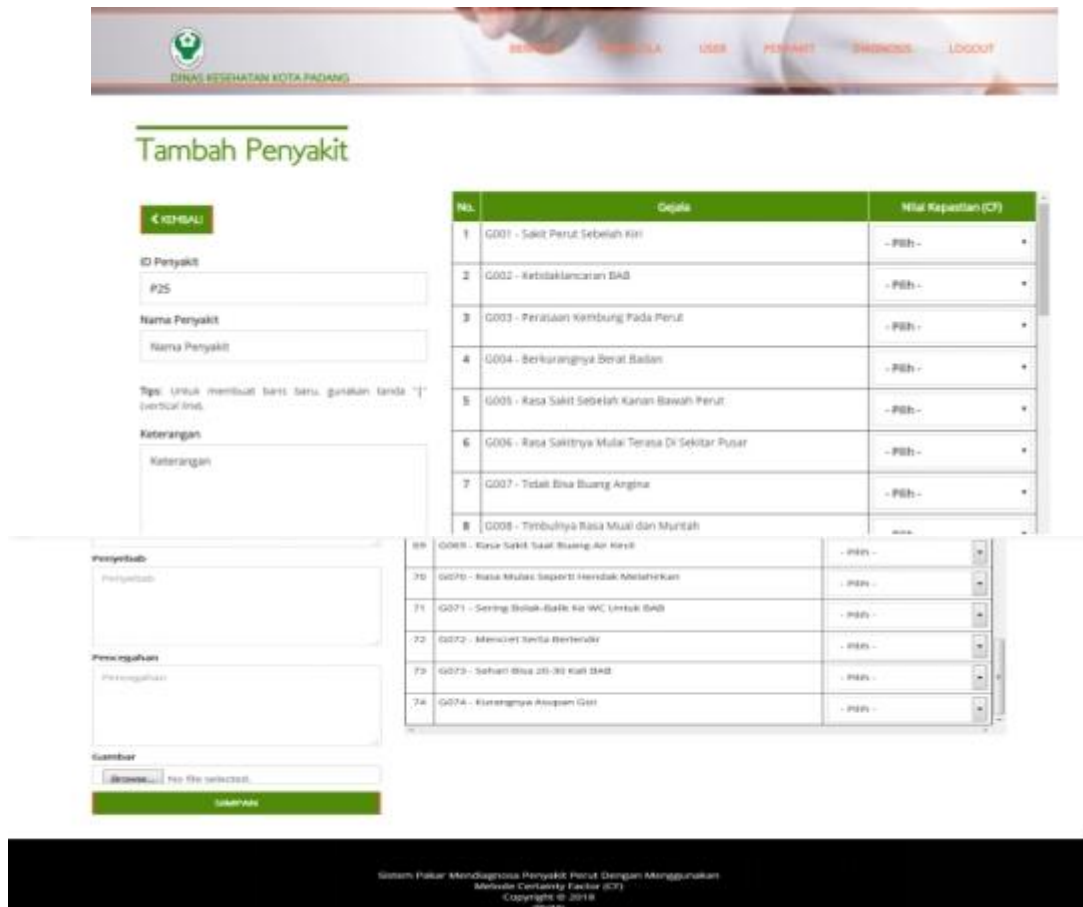 USER
LOGOUT
DINAS KESEHATAN KOTA PADANG
Tambah Penyakit
KEMBALI
ID Penyakit
P25
Nama Penyakit
Nama Penyakit
Tips: Untuk membuat baris baru, gunakan tanda "|"
(vertical line).
Keterangan
Keterangan
No. Gejala Nilai Kepastian (CF)
1 G001 - Sakit Perut Sebelah Kiri - Pilih -
2 G002 - Ketidaklancaran BAB - Pilih -
3 G003 - Perasaan Kembung Pada Perut - Pilih -
4 G004 - Berkurangnya Berat Badan - Pilih -
5 G005 - Rasa Sakit Sebelah Kanan Bawah Perut - Pilih -
6 G006 - Rasa Sakitnya Mulai Terasa Di Sekitar Pusar - Pilih -
7 G007 - Tidak Bisa Buang Angina - Pilih -
8 G008 - Timbulnya Rasa Mual dan Muntah
Penyebab
Penyebab
Pencegahan
Pencegahan
Gambar
Browse... No file selected.
SIMPAN
69 G069 - Rasa Sakit Saat Buang Air Kecil - Pilih -
70 G070 - Rasa Mulas Seperti Hendak Melahirkan - Pilih -
71 G071 - Sering Bolak-Balik Ke WC Untuk BAB - Pilih -
72 G072 - Mencret Serta Berlendir - Pilih -
73 G073 - Sehari Bisa 20-30 Kali BAB - Pilih -
74 G074 - Kurangnya Asupan Gizi - Pilih -
Sistem Pakar Mendiagnosa Penyakit Perut Dengan Menggunakan
Metode Certainty Factor (CF)
Copyright © 2018